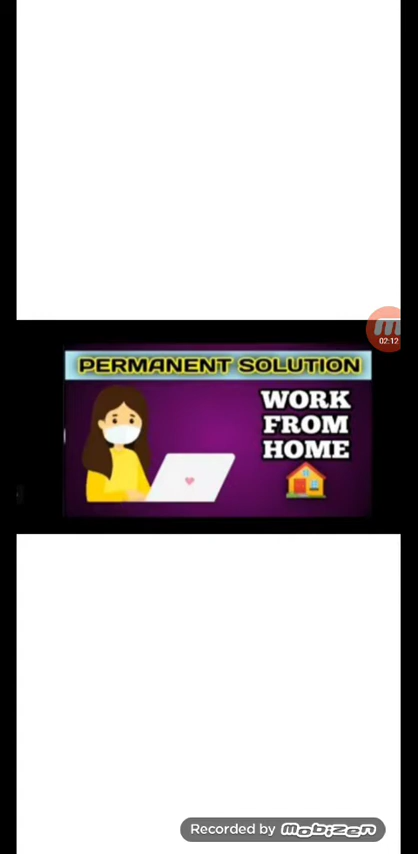 02:12
PERMANENT SOLUTION
WORK
FROM
HOME
Recorded by mobizen